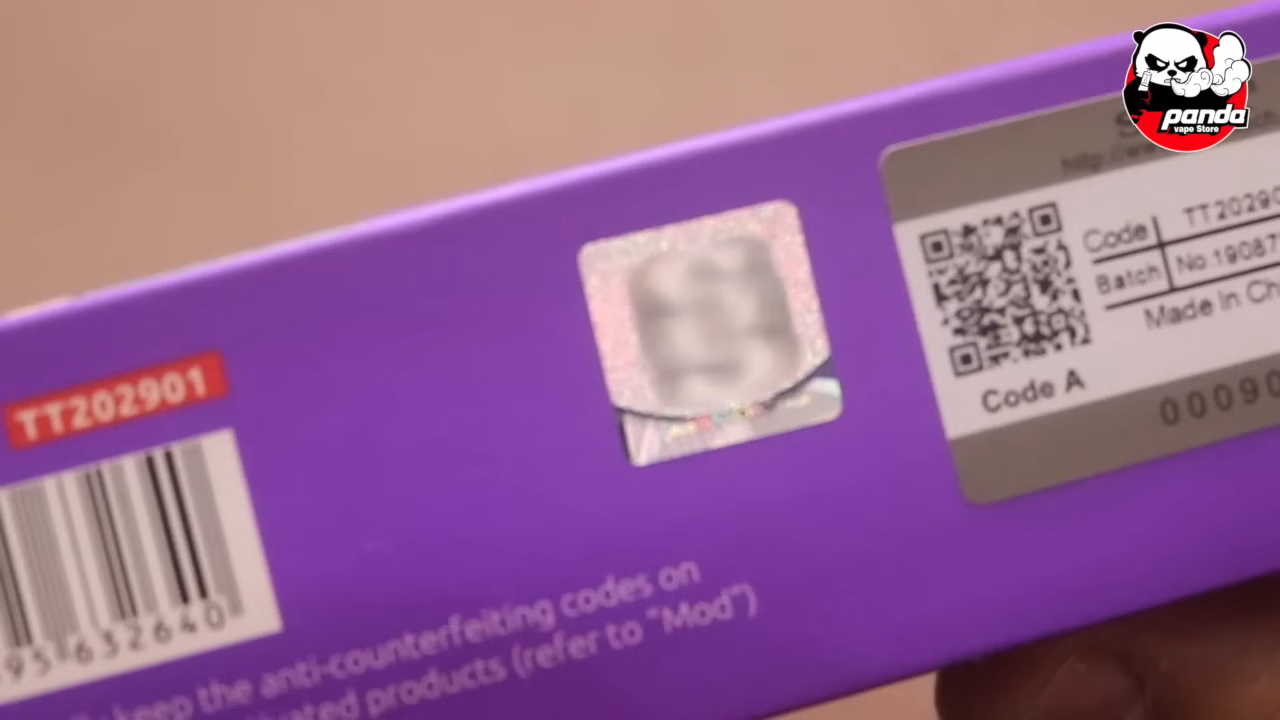 panda
vape Store
TT202901
95 632640
Code TT20290
Batch No.19087
Made in Ch
Code A
00090
keep the anti-counterfeiting codes on
products (refer to "Mod")